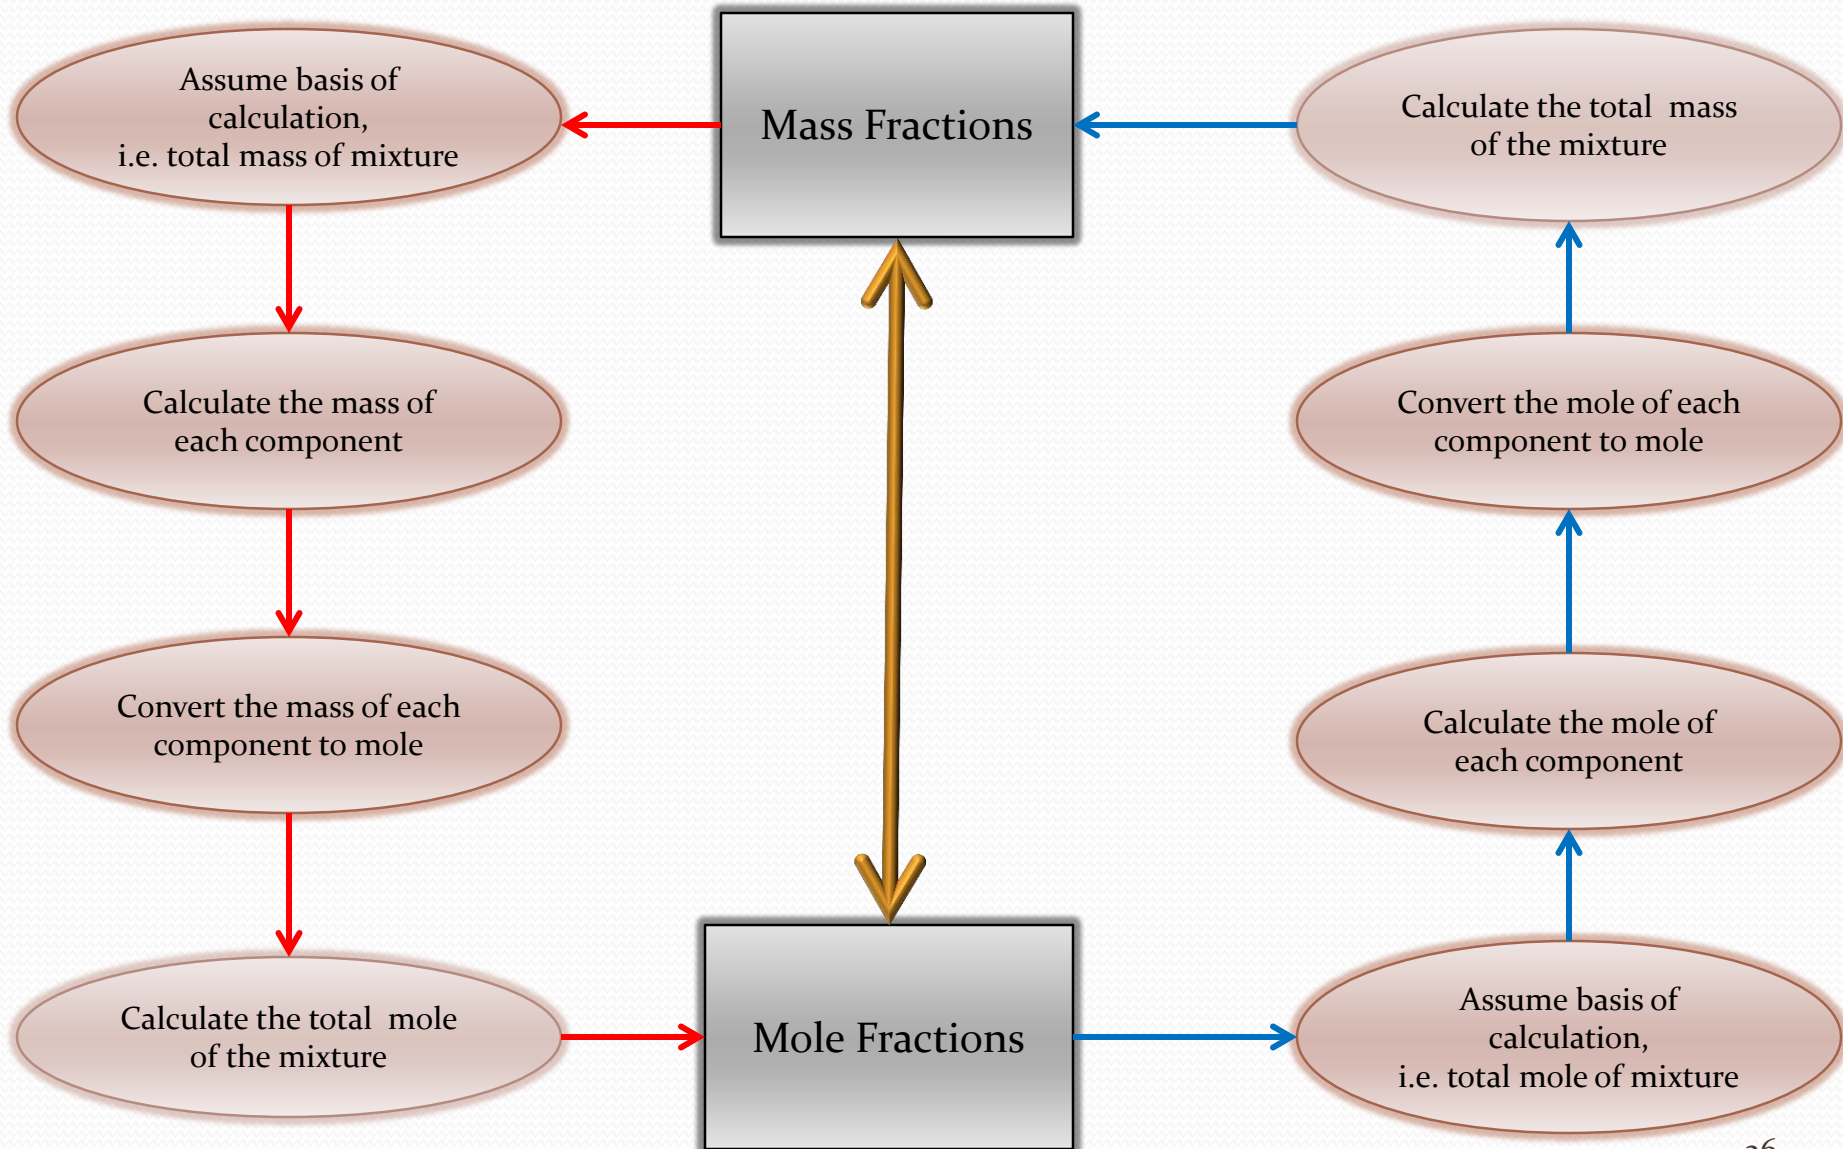 Assume basis of
calculation,
i.e. total mass of mixture
Mass Fractions
Calculate the total mass
of the mixture
Calculate the mass of
each component
Convert the mole of each
component to mole
Convert the mass of each
component to mole
Calculate the mole of
each component
Calculate the total mole
of the mixture
Mole Fractions
Assume basis of
calculation,
i.e. total mole of mixture